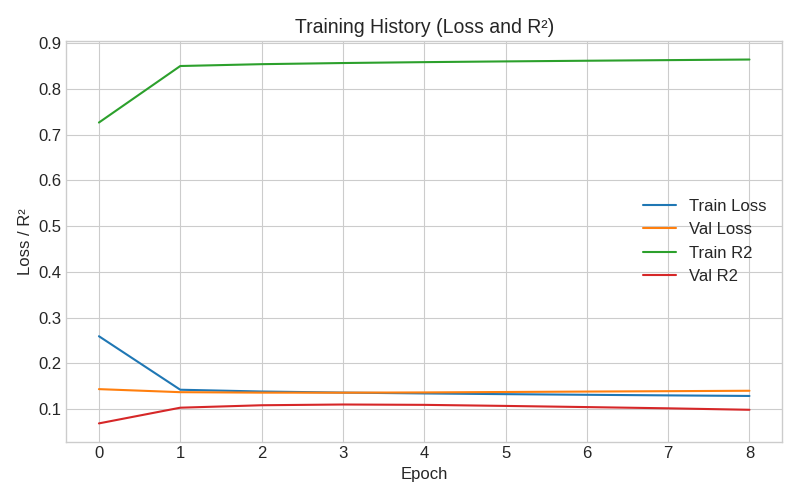 Training History (Loss and R²)
Loss / R²
0.9
0.8
0.7
0.6
0.5
0.4
0.3
0.2
0.1
Train Loss
Val Loss
Train R2
Val R2
0 1 2 3 4 5 6 7 8
Epoch